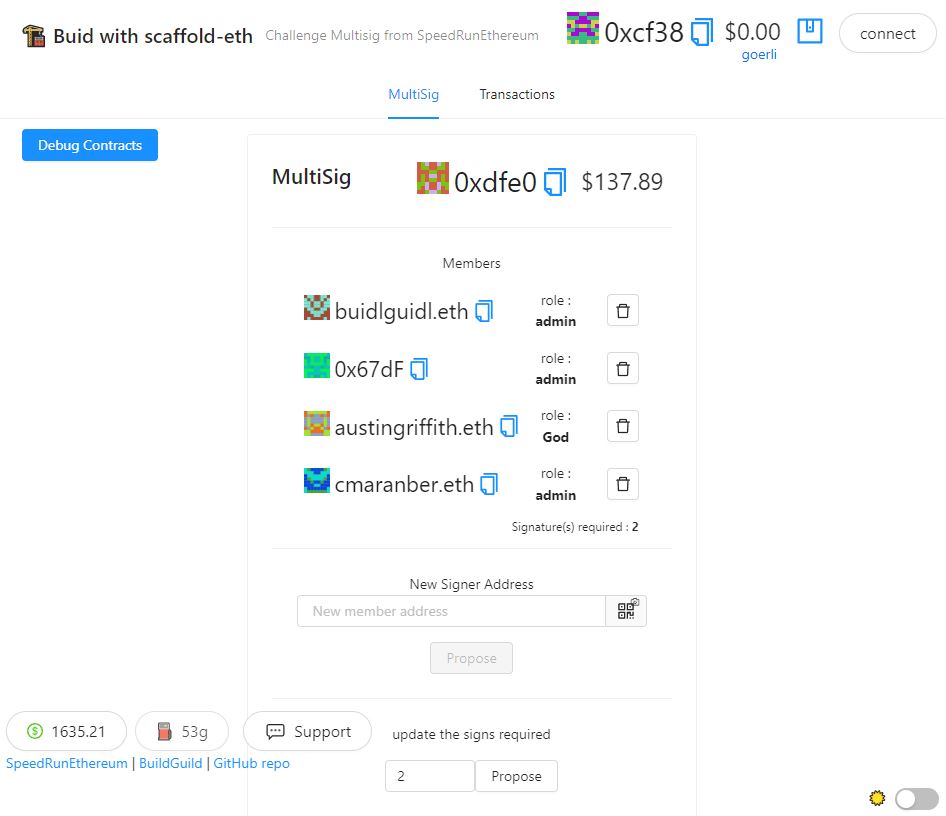 Buid with scaffold-eth Challenge Multisig from SpeedRunEthereum 0xcf38 $0.00 connect
goerli
MultiSig Transactions
Debug Contracts
MultiSig 0xdfe0 $137.89
Members
buidlguidl.eth role : admin
0x67dF role : admin
austingriffith.eth role : God
cmaranber.eth role : admin
Signature(s) required : 2
New Signer Address
New member address
Propose
1635.21 53g Support
update the signs required
SpeedRunEthereum | BuildGuild | GitHub repo
2 Propose